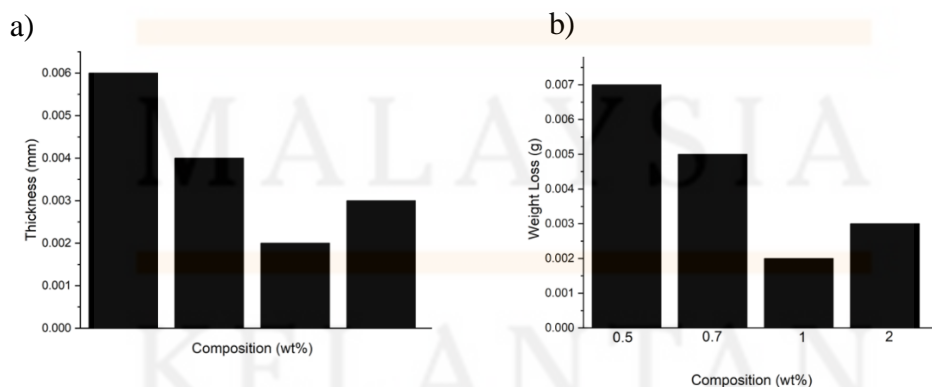 a)
0.006
0.005
0.004
0.003
0.002
0.001
0.000
Thickness (mm)
Composition (wt%)
b)
0.007
0.006
0.005
0.004
0.003
0.002
0.001
0.000
Weight Loss (g)
0.5 0.7 1 2
Composition (wt%)
MALAYSIA
KELANTAN